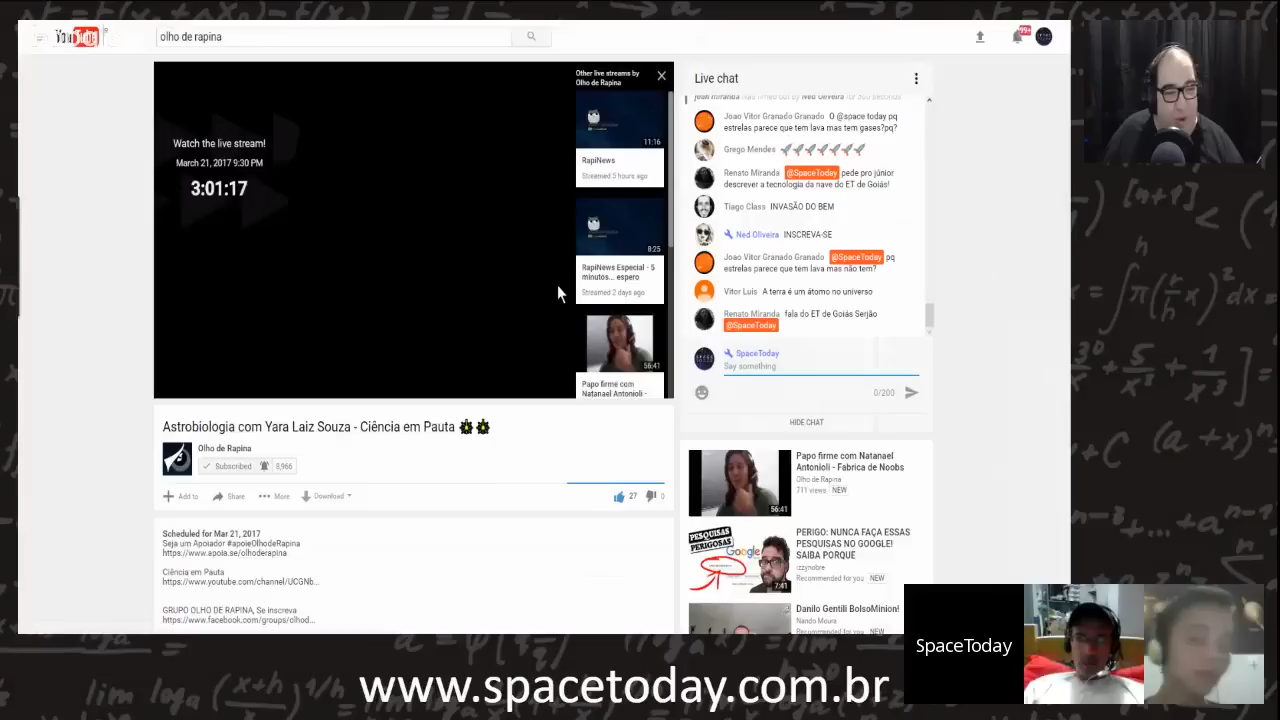 olho de rapina
99+
Other live streams by
Olho de Rapina
Watch the live stream!
March 21, 2017 9:30 PM
3:01:17
11:16
RapiNews
Streamed 3 hours ago
8:25
RapiNews Especial - 5
minutos... espero
Streamed 2 days ago
56:41
Papo firme com
Natanael Antonioli -
Live chat
Joao Vitor Granado Granado O @space today pq
estrelas parece que tem lava mas tem gases?pq?
Grego Mendes 🚀🚀🚀🚀🚀🚀🚀
Renato Miranda @SpaceToday pede pro júnior
descrever a tecnologia da nave do ET de Goiás!
Tiago Class INVASÃO DO BEM
Ned Oliveira INSCREVA-SE
Joao Vitor Granado Granado @SpaceToday pq
estrelas parece que tem lava mas não tem?
Vitor Luis A terra é um átomo no universo
Renato Miranda fala do ET de Goiás Serjão
@SpaceToday
SpaceToday
Say something
0/200
HIDE CHAT
Astrobiologia com Yara Laiz Souza - Ciência em Pauta
Olho de Rapina
Subscribed 8,966
Add to Share More Download
27 0
Scheduled for Mar 21, 2017
Seja um Apoiador #apoieOlhodeRapina
https://www.apoia.se/olhoderapina
Ciência em Pauta
https://www.youtube.com/channel/UCGNb...
GRUPO OLHO DE RAPINA, Se inscreva
https://www.facebook.com/groups/olhod...
Papo firme com Natanael
Antonioli - Fabrica de Noobs
Olho de Rapina
711 views NEW
56:41
PESQUISAS
PERIGOSAS
Google
7:41
PERIGO: NUNCA FAÇA ESSAS
PESQUISAS NO GOOGLE!
SAIBA PORQUE
Izzynobre
Recommended for you NEW
Danilo Gentili BolsoMinion!
Nando Moura
Recommended for you NEW
SpaceToday
www.spacetoday.com.br